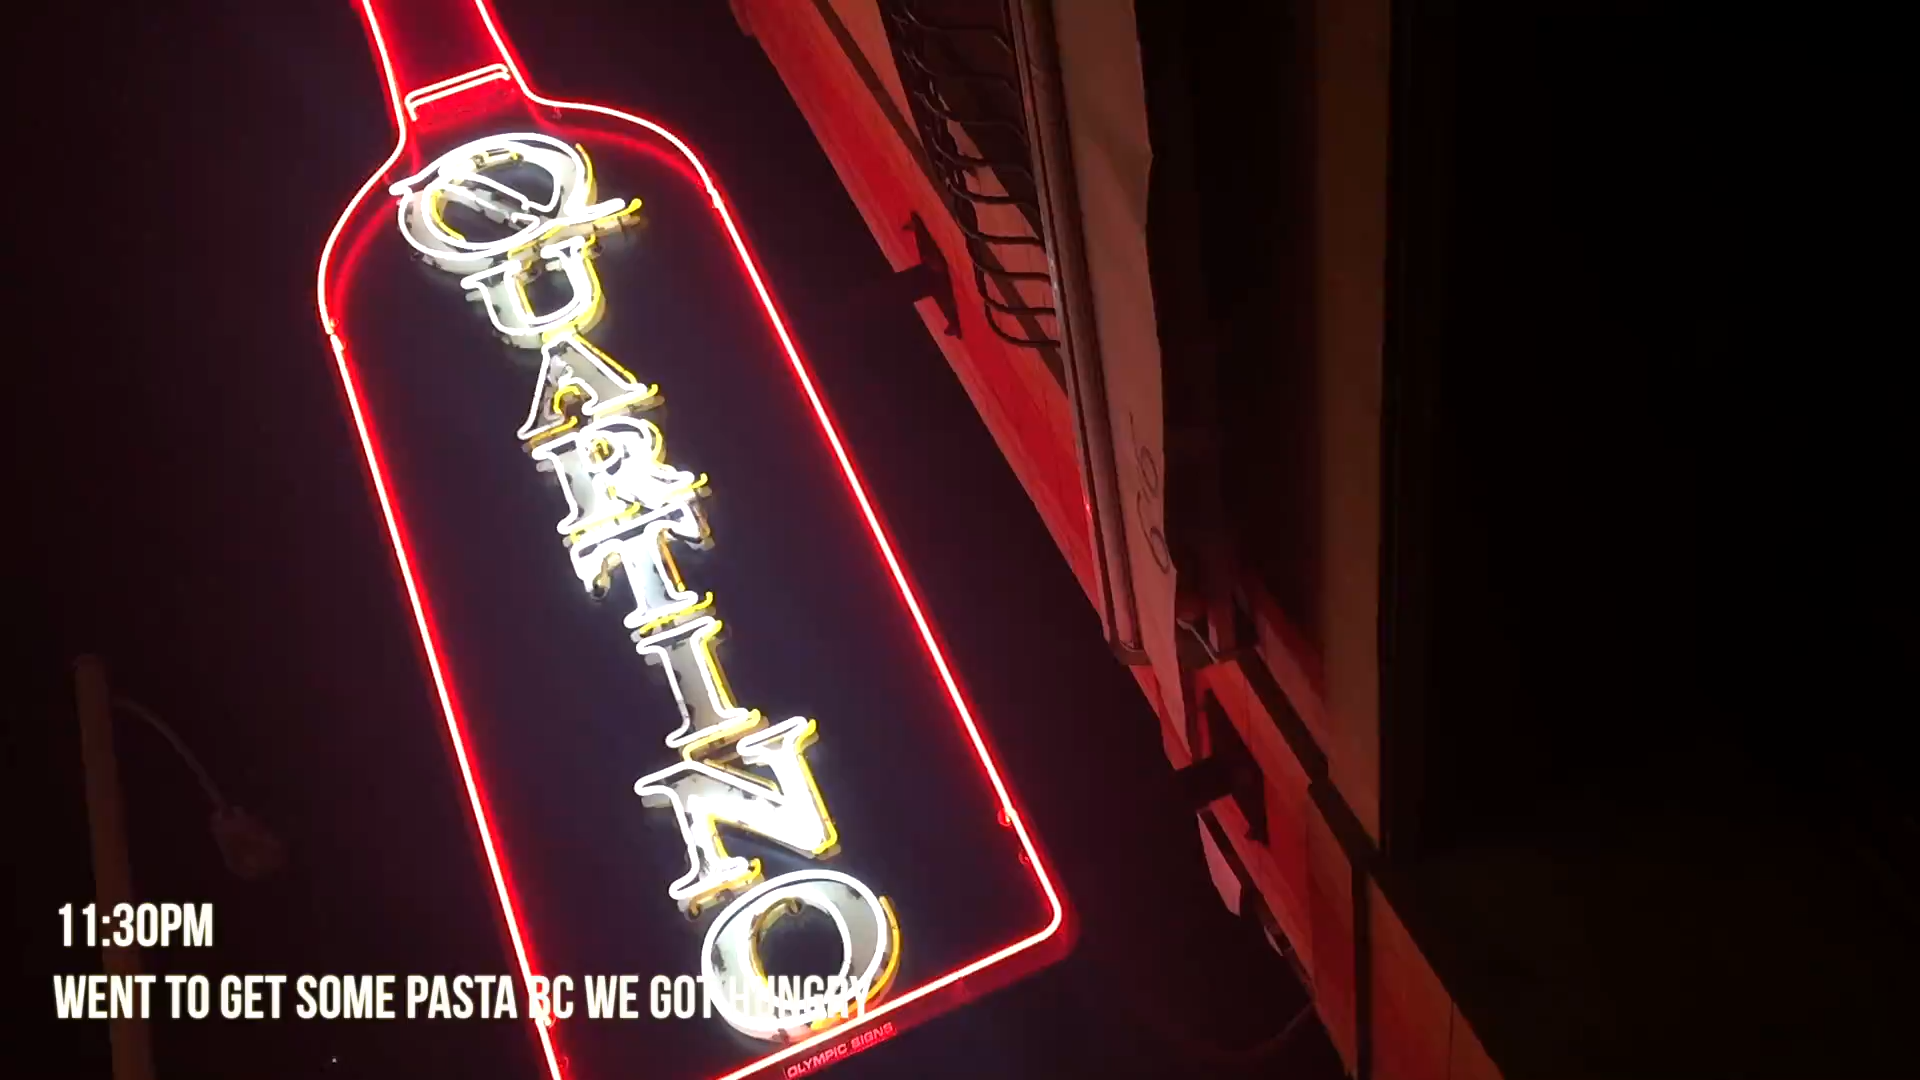 QUARTINO
11:30PM
WENT TO GET SOME PASTA BC WE GOT HUNGRY
OLYMPIC SIGNS